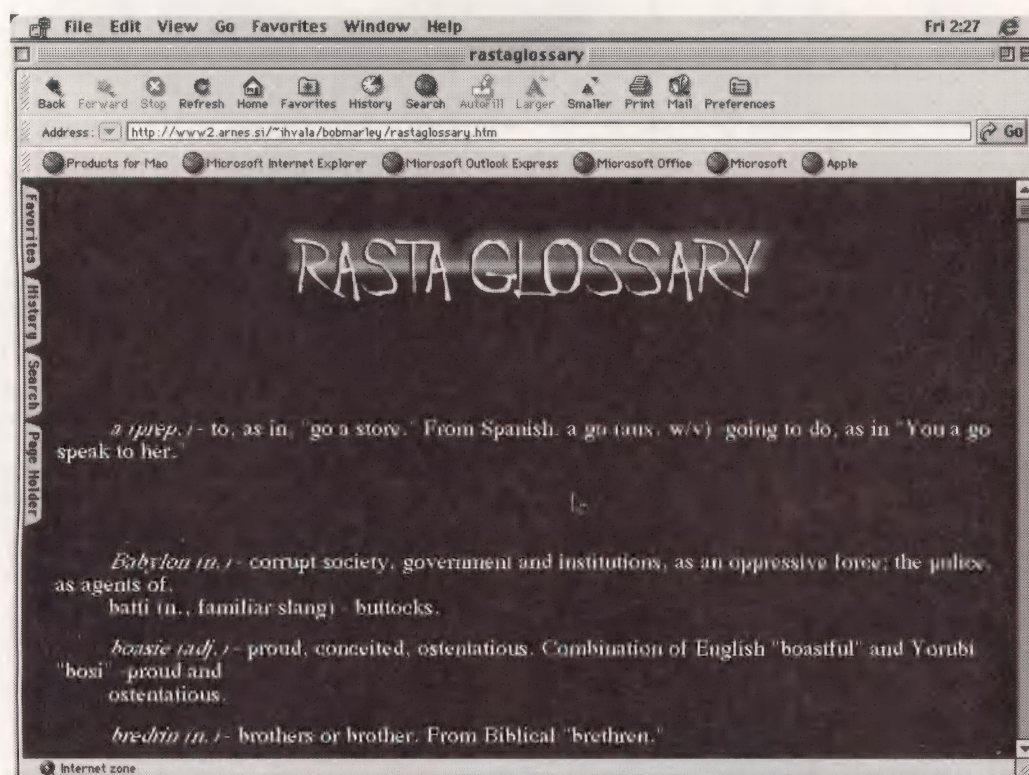 File Edit View Go Favorites Window Help Fri 2:27
rastaglossary
Back Forward Stop Refresh Home Favorites History Search AutoFill Larger Smaller Print Mail Preferences
Address: http://www2.arnes.si/~ihvala/bobmarley/rastaglossary.htm Go
Products for Mac Microsoft Internet Explorer Microsoft Outlook Express Microsoft Office Microsoft Apple
Favorites
History
Search
Page Holder
RASTA GLOSSARY
a (prep.) - to, as in, "go a store." From Spanish. a go (aux. w/v) going to do, as in "You a go
speak to her."
Babylon (n.) - corrupt society, government and institutions, as an oppressive force; the police,
as agents of.
batti (n., familiar slang) - buttocks.
boasie (adj.) - proud, conceited, ostentatious. Combination of English "boastful" and Yorubi
"bosi" - proud and
ostentatious.
bredrin (n.) - brothers or brother. From Biblical "brethren."
Internet zone